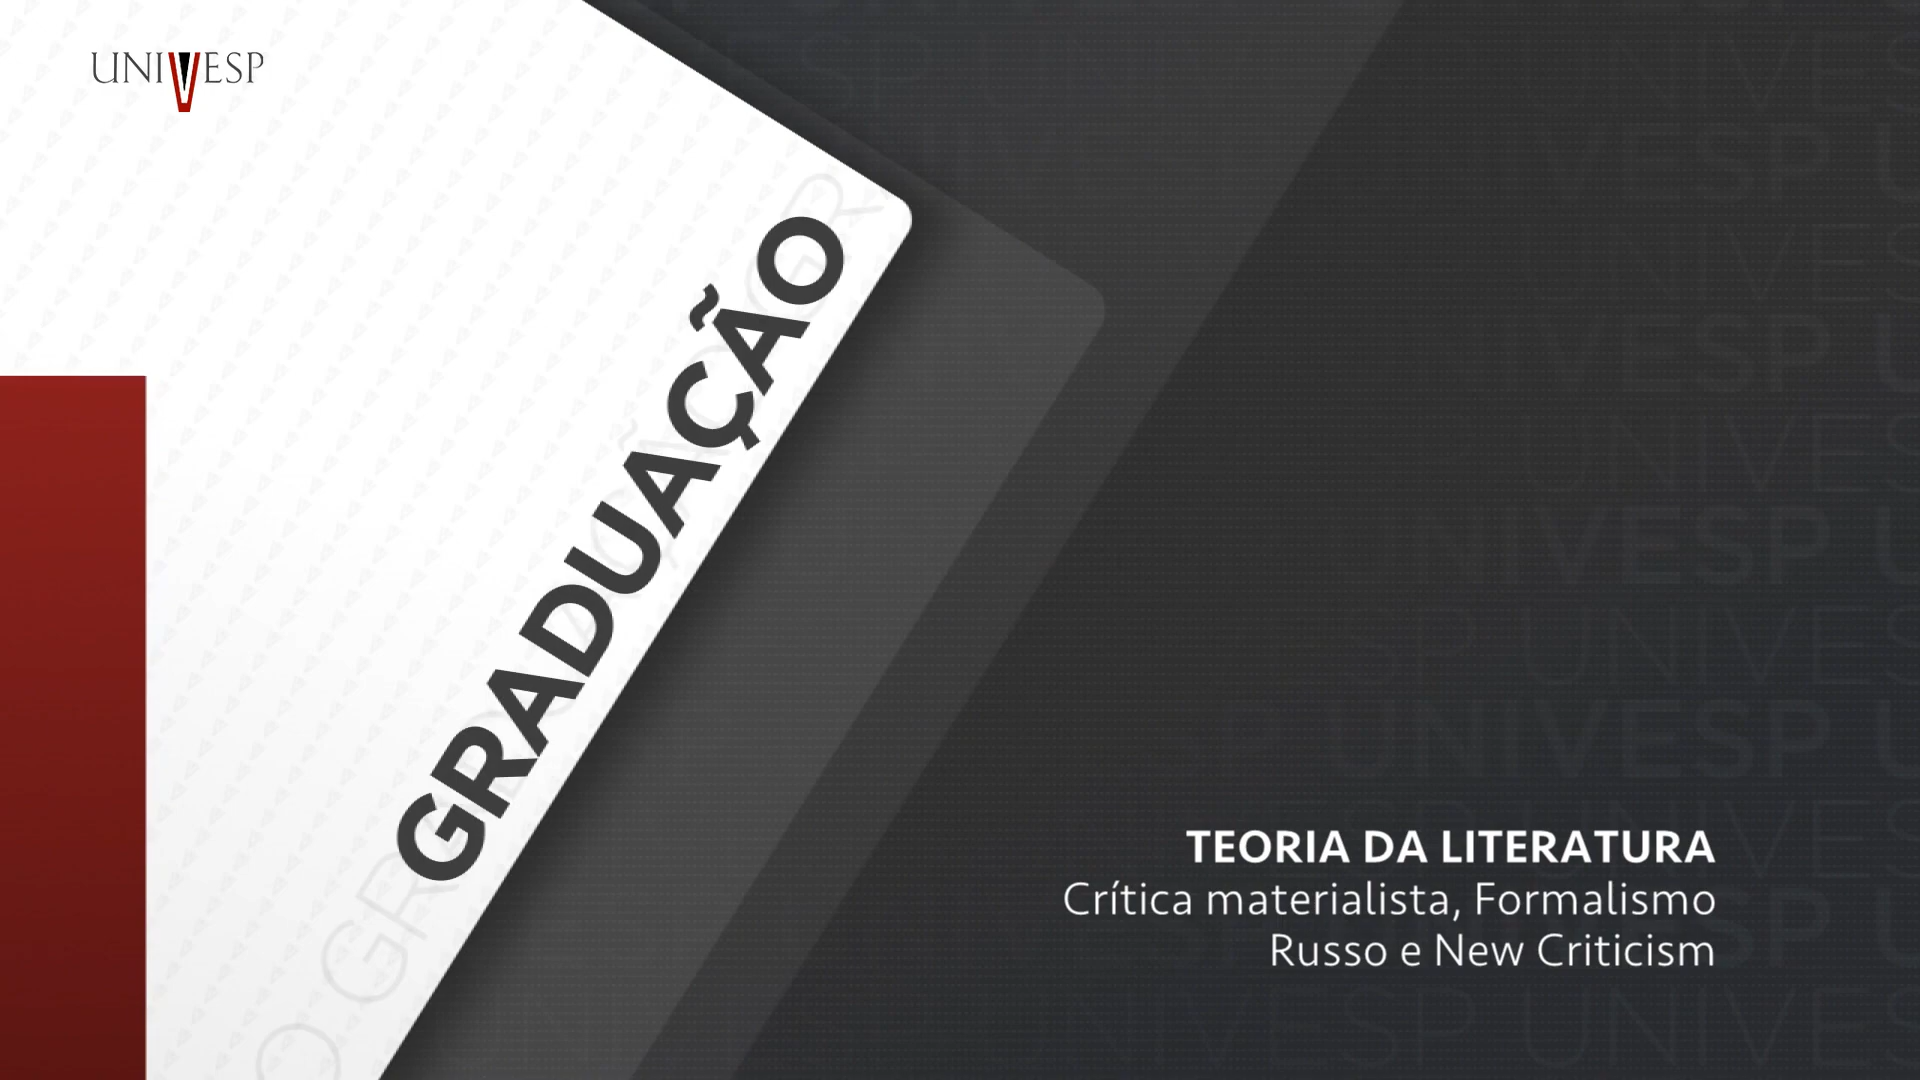 UNIVESP
GRADUAÇÃO
TEORIA DA LITERATURA
Crítica materialista, Formalismo
Russo e New Criticism